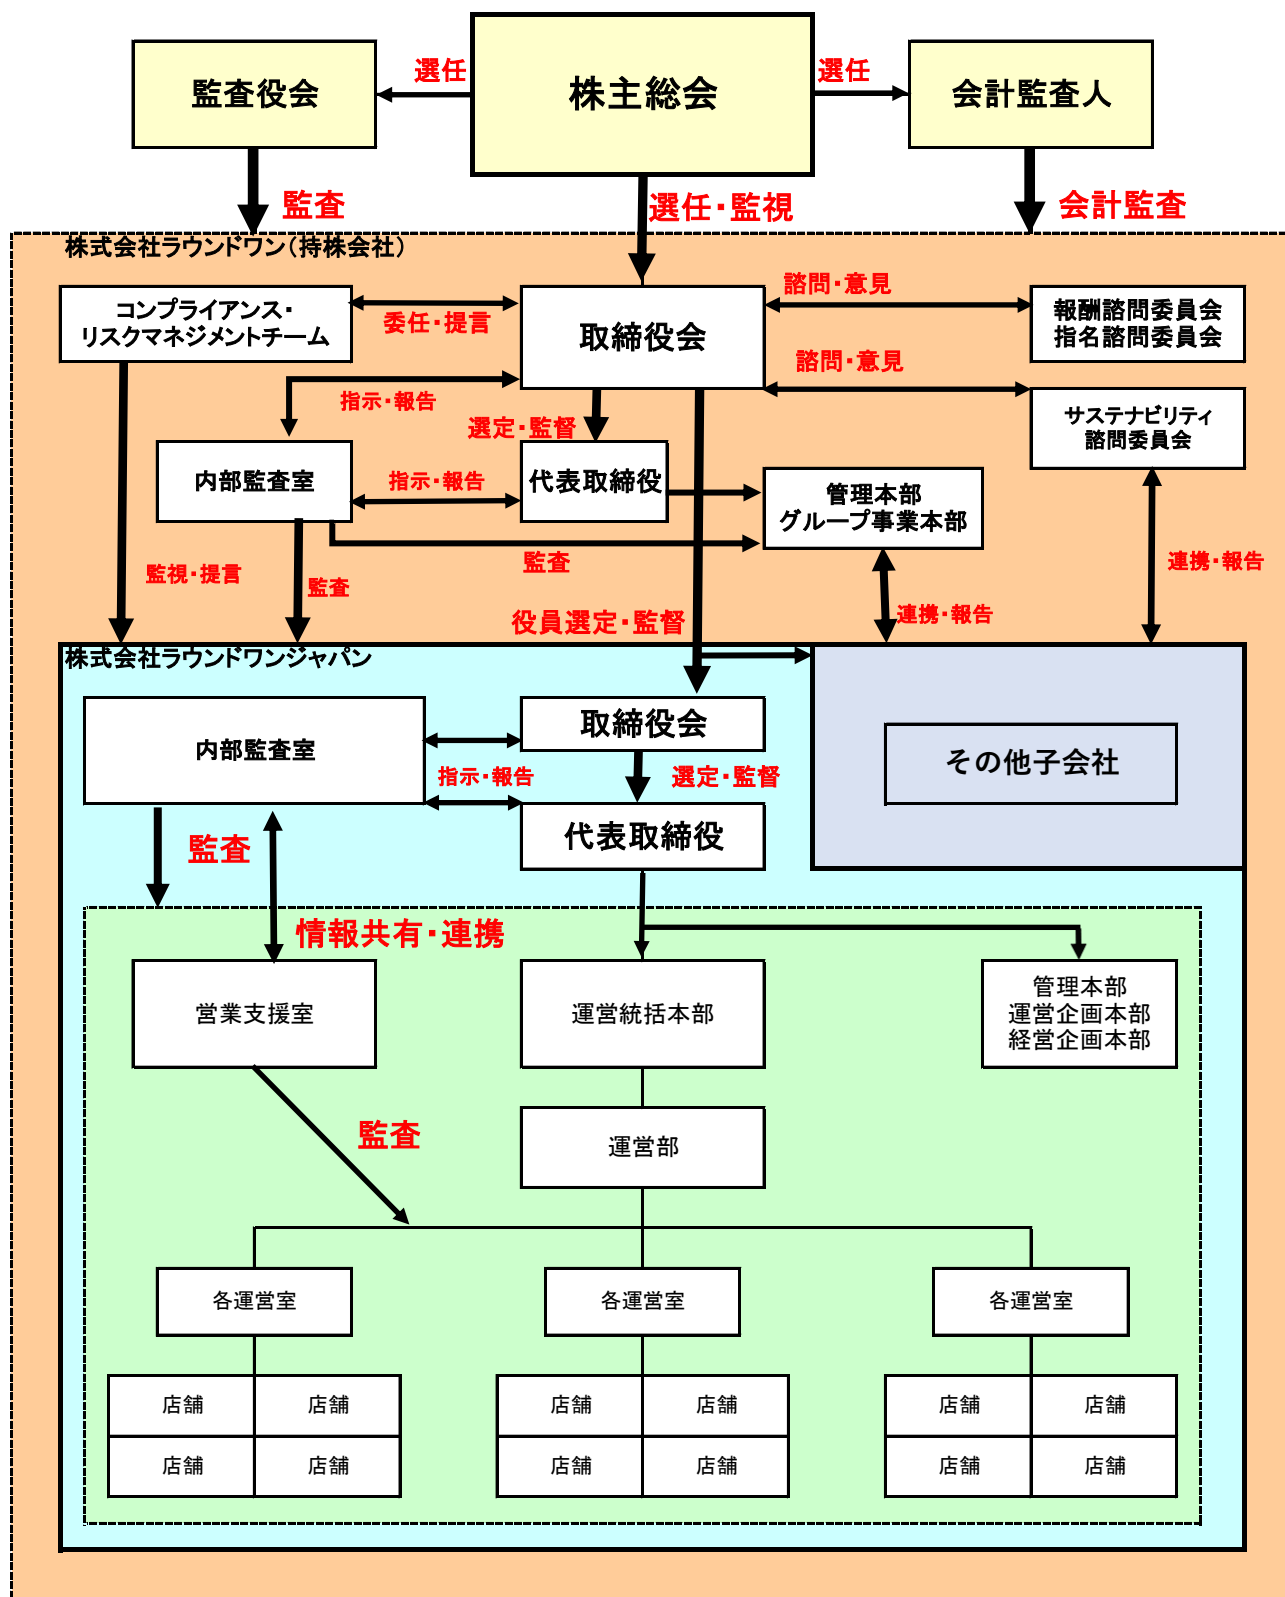 選任
選任
監査役会
株主総会
会計監査人
監査
選任・監視
会計監査
株式会社ラウンドワン（持株会社）
コンプライアンス・
リスクマネジメントチーム
委任・提言
取締役会
諮問・意見
報酬諮問委員会
指名諮問委員会
諮問・意見
指示・報告
選定・監督
サステナビリティ
諮問委員会
内部監査室
指示・報告
代表取締役
管理本部
グループ事業本部
監査
監視・提言
監査
連携・報告
役員選定・監督
連携・報告
株式会社ラウンドワンジャパン
内部監査室
取締役会
指示・報告
選定・監督
その他子会社
代表取締役
監査
情報共有・連携
営業支援室
運営統括本部
管理本部
運営企画本部
経営企画本部
監査
運営部
各運営室
各運営室
各運営室
店舗
店舗
店舗
店舗
店舗
店舗
店舗
店舗
店舗
店舗
店舗
店舗